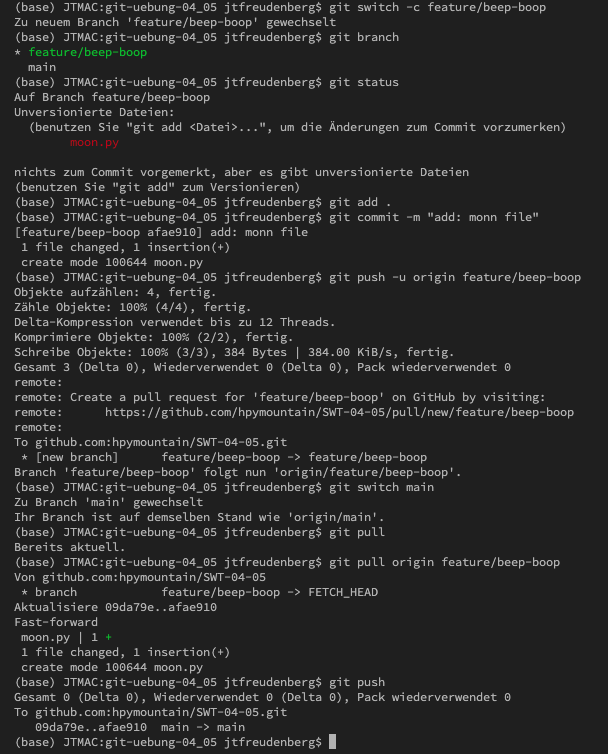 (base) JTMAC:git-uebung-04_05 jtfreudenberg$ git switch -c feature/beep-boop
Zu neuem Branch 'feature/beep-boop' gewechselt
(base) JTMAC:git-uebung-04_05 jtfreudenberg$ git branch
* feature/beep-boop
  main
(base) JTMAC:git-uebung-04_05 jtfreudenberg$ git status
Auf Branch feature/beep-boop
Unversionierte Dateien:
  (benutzen Sie "git add <Datei>...", um die Änderungen zum Commit vorzumerken)
        moon.py
nichts zum Commit vorgemerkt, aber es gibt unversionierte Dateien
(benutzen Sie "git add" zum Versionieren)
(base) JTMAC:git-uebung-04_05 jtfreudenberg$ git add .
(base) JTMAC:git-uebung-04_05 jtfreudenberg$ git commit -m "add: monn file"
[feature/beep-boop afae910] add: monn file
 1 file changed, 1 insertion(+)
 create mode 100644 moon.py
(base) JTMAC:git-uebung-04_05 jtfreudenberg$ git push -u origin feature/beep-boop
Objekte aufzählen: 4, fertig.
Zähle Objekte: 100% (4/4), fertig.
Delta-Kompression verwendet bis zu 12 Threads.
Komprimiere Objekte: 100% (2/2), fertig.
Schreibe Objekte: 100% (3/3), 384 Bytes | 384.00 KiB/s, fertig.
Gesamt 3 (Delta 0), Wiederverwendet 0 (Delta 0), Pack wiederverwendet 0
remote:
remote: Create a pull request for 'feature/beep-boop' on GitHub by visiting:
remote:      https://github.com/hpymountain/SWT-04-05/pull/new/feature/beep-boop
remote:
To github.com:hpymountain/SWT-04-05.git
 * [new branch]      feature/beep-boop -> feature/beep-boop
Branch 'feature/beep-boop' folgt nun 'origin/feature/beep-boop'.
(base) JTMAC:git-uebung-04_05 jtfreudenberg$ git switch main
Zu Branch 'main' gewechselt
Ihr Branch ist auf demselben Stand wie 'origin/main'.
(base) JTMAC:git-uebung-04_05 jtfreudenberg$ git pull
Bereits aktuell.
(base) JTMAC:git-uebung-04_05 jtfreudenberg$ git pull origin feature/beep-boop
Von github.com:hpymountain/SWT-04-05
 * branch            feature/beep-boop -> FETCH_HEAD
Aktualisiere 09da79e..afae910
Fast-forward
 moon.py | 1 +
 1 file changed, 1 insertion(+)
 create mode 100644 moon.py
(base) JTMAC:git-uebung-04_05 jtfreudenberg$ git push
Gesamt 0 (Delta 0), Wiederverwendet 0 (Delta 0), Pack wiederverwendet 0
To github.com:hpymountain/SWT-04-05.git
   09da79e..afae910  main -> main
(base) JTMAC:git-uebung-04_05 jtfreudenberg$